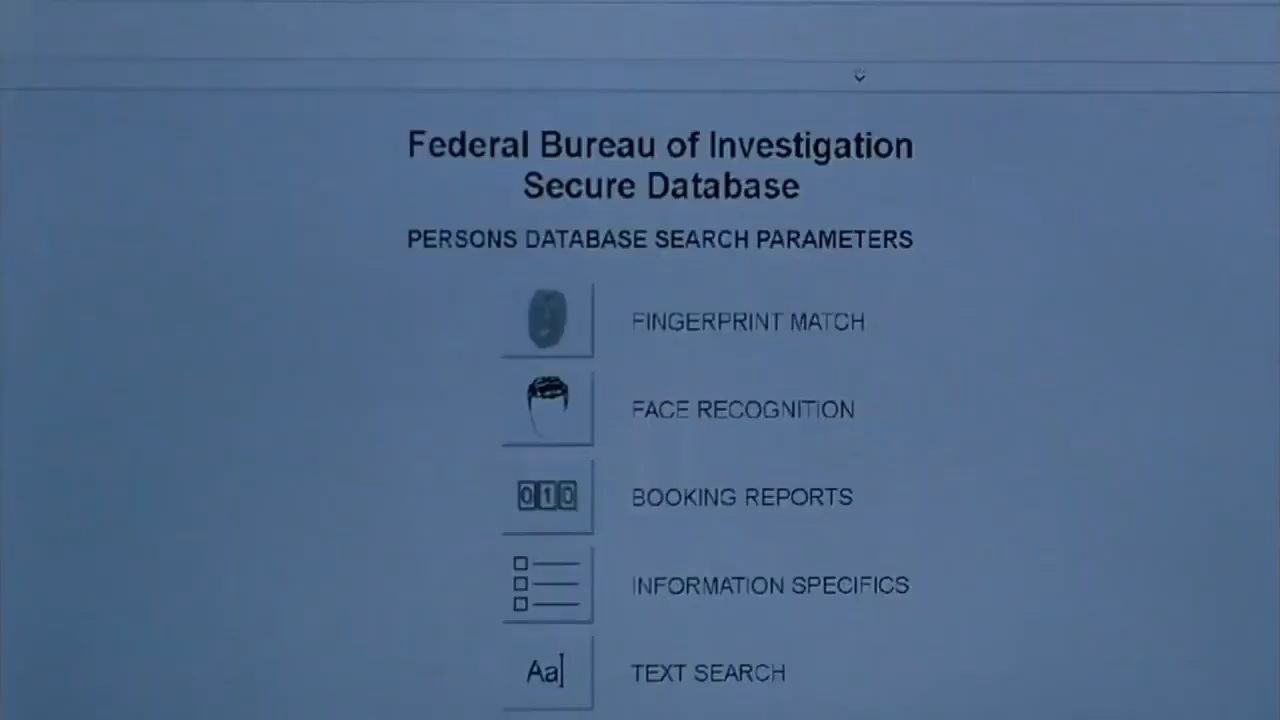 Federal Bureau of Investigation
Secure Database
PERSONS DATABASE SEARCH PARAMETERS
FINGERPRINT MATCH
FACE RECOGNITION
010 BOOKING REPORTS
INFORMATION SPECIFICS
Aa TEXT SEARCH